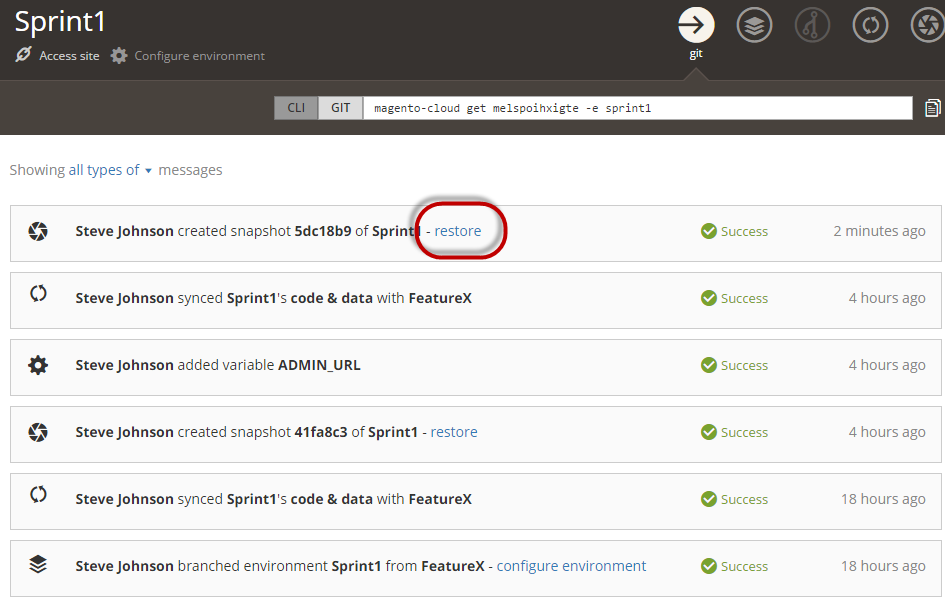 Sprint1
Access site Configure environment
git
CLI GIT magento-cloud get melspoihxigte -e sprint1
Showing all types of messages
Steve Johnson created snapshot 5dc18b9 of Sprint1 - restore Success 2 minutes ago
Steve Johnson synced Sprint1's code & data with FeatureX Success 4 hours ago
Steve Johnson added variable ADMIN_URL Success 4 hours ago
Steve Johnson created snapshot 41fa8c3 of Sprint1 - restore Success 4 hours ago
Steve Johnson synced Sprint1's code & data with FeatureX Success 18 hours ago
Steve Johnson branched environment Sprint1 from FeatureX - configure environment Success 18 hours ago